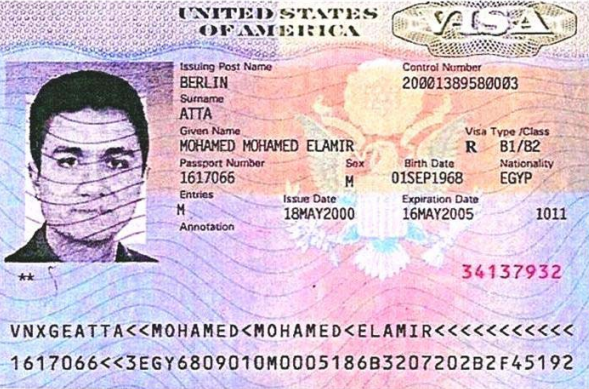 UNITED STATES
OF AMERICA
VISA
Issuing Post Name
BERLIN
Control Number
20001389580003
Surname
ATTA
Given Name
MOHAMED MOHAMED ELAMIR
Visa Type /Class
R B1/B2
Passport Number
1617066
Sex
M
Birth Date
01SEP1968
Nationality
EGYP
Entries
M
Issue Date
18MAY2000
Expiration Date
16MAY2005
1011
Annotation
**
34137932
VNXGEATTA<<MOHAMED<MOHAMED<ELAMIR<<<<<<<<<<<
1617066<<3EGY6809010M0005186B3207202B2F45192